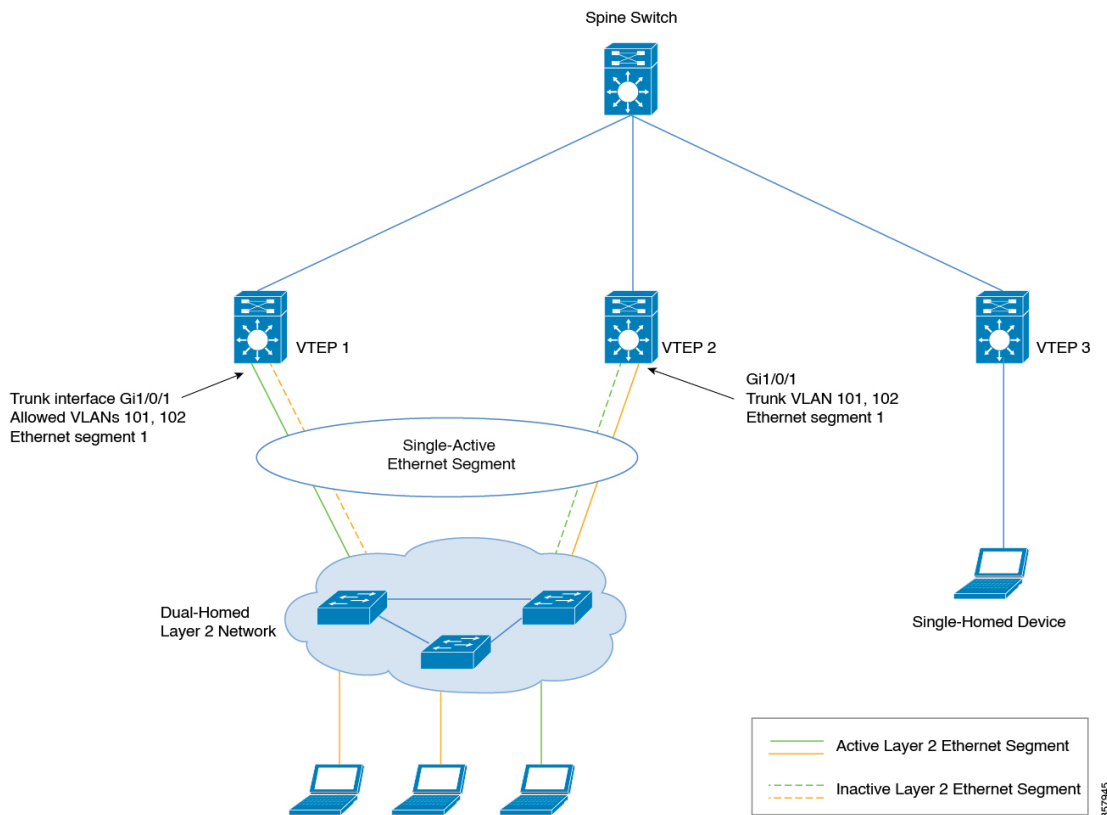 Spine Switch
VTEP 1
VTEP 2
VTEP 3
Trunk interface Gi1/0/1
Allowed VLANs 101, 102
Ethernet segment 1
Gi1/0/1
Trunk VLAN 101, 102
Ethernet segment 1
Single-Active
Ethernet Segment
Dual-Homed
Layer 2 Network
Single-Homed Device
Active Layer 2 Ethernet Segment
Inactive Layer 2 Ethernet Segment
357945